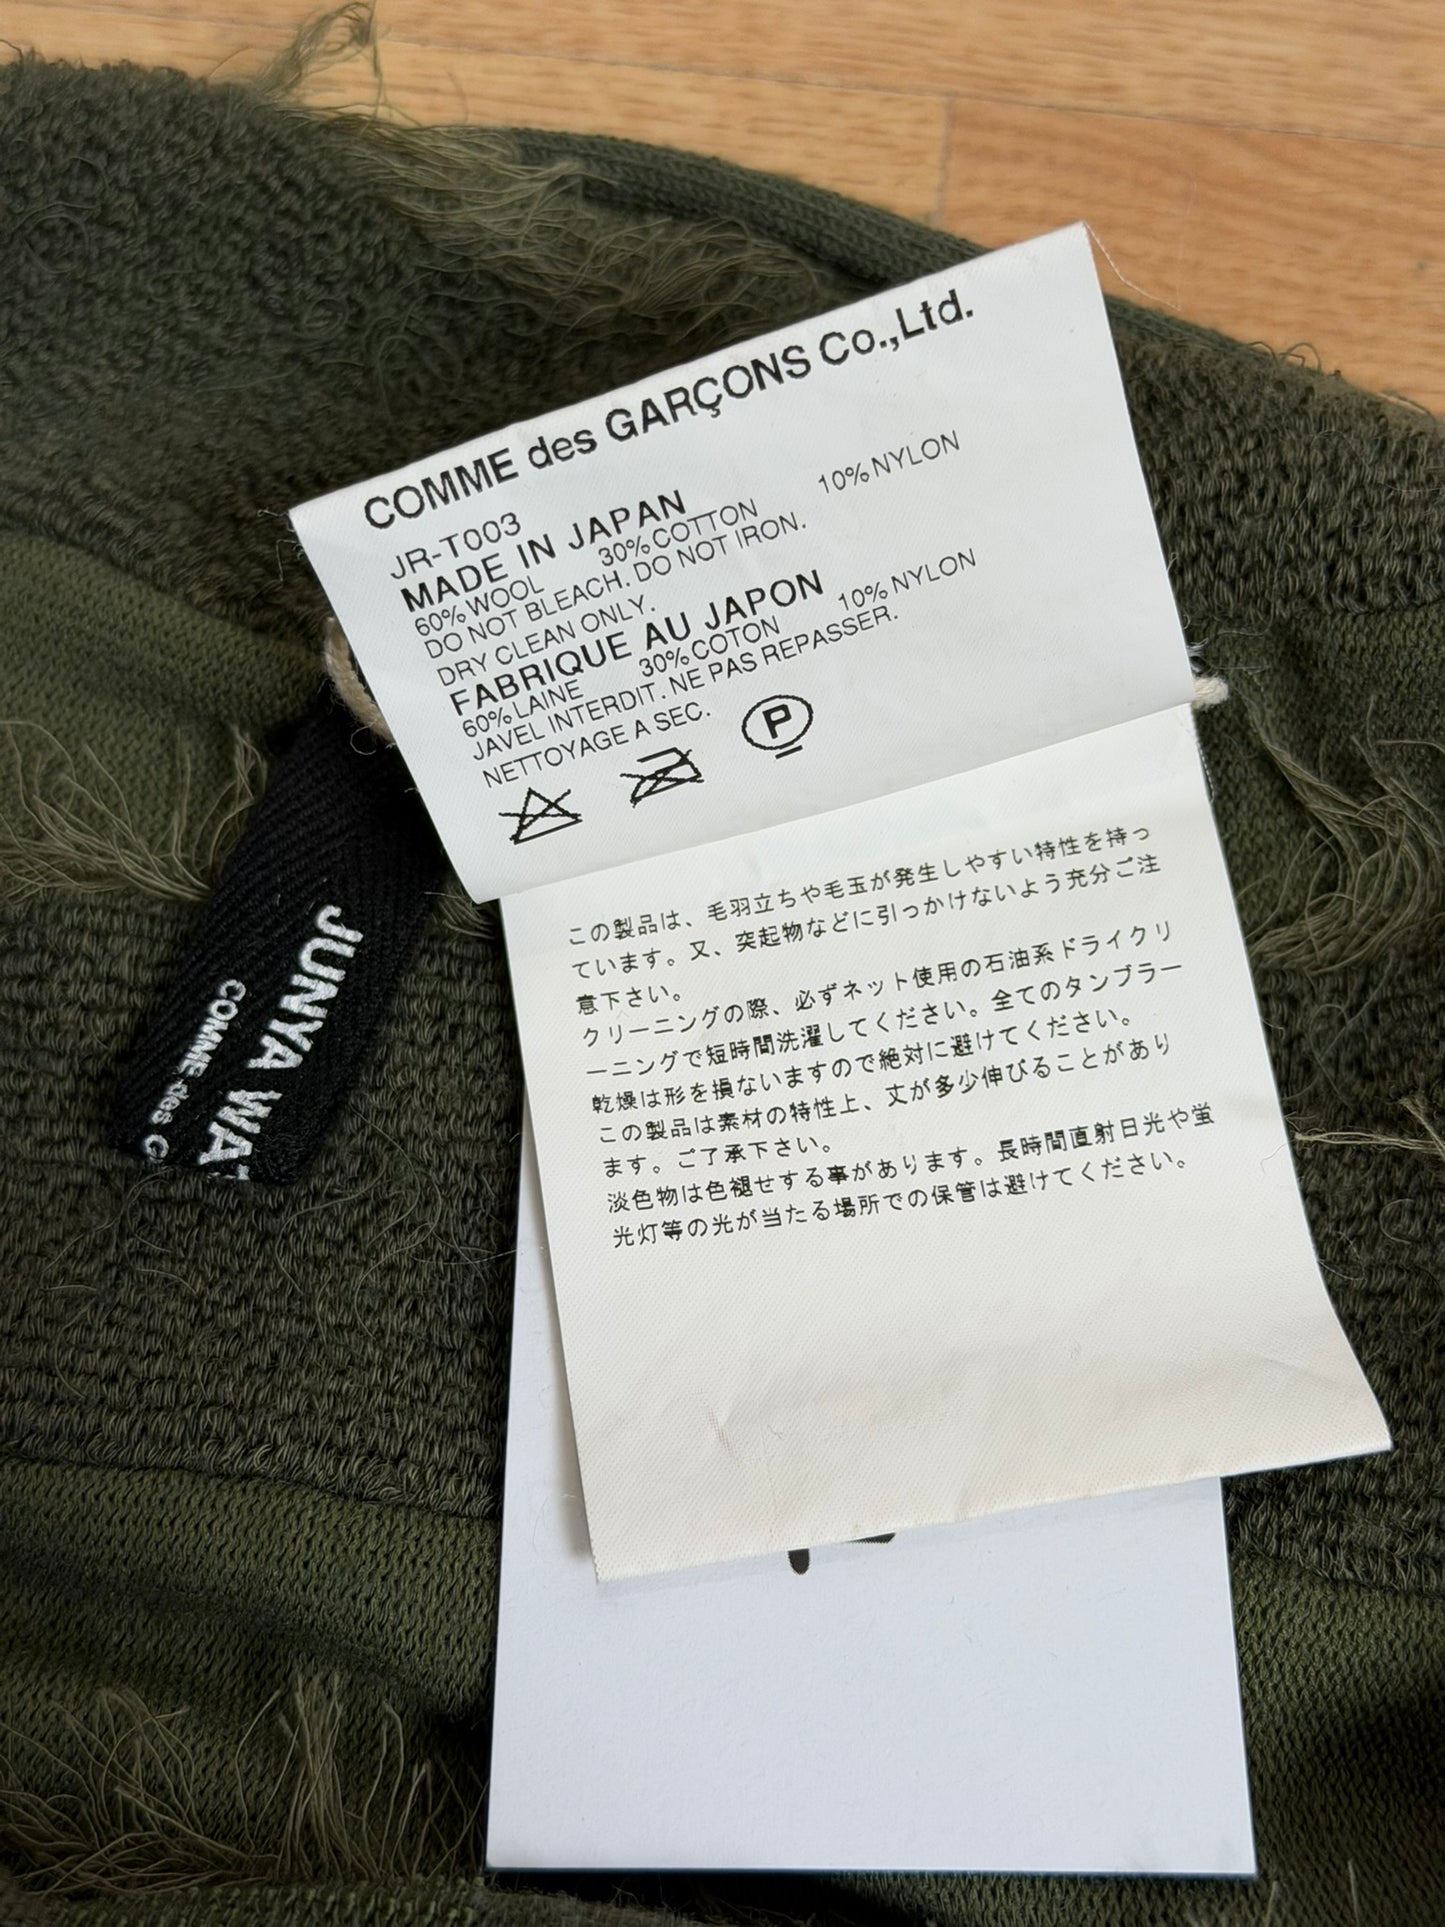 COMME des GARÇONS Co.,Ltd.
JR-T003
MADE IN JAPAN
60%WOOL 30%COTTON 10%NYLON
DO NOT BLEACH. DO NOT IRON.
DRY CLEAN ONLY.
FABRIQUE AU JAPON
60%LAINE 30%COTON 10%NYLON
JAVEL INTERDIT. NE PAS REPASSER.
NETTOYAGE A SEC.
P
この製品は、毛羽立ちや毛玉が発生しやすい特性を持っ
ています。又、突起物などに引っかけないよう充分ご注
意下さい。
クリーニングの際、必ずネット使用の石油系ドライクリ
ーニングで短時間洗濯してください。全てのタンブラー
乾燥は形を損ないますので絶対に避けてください。
この製品は素材の特性上、丈が多少伸びることがあり
ます。ご了承下さい。
淡色物は色褪せする事があります。長時間直射日光や蛍
光灯等の光が当たる場所での保管は避けてください。
JUNYA
COMME des